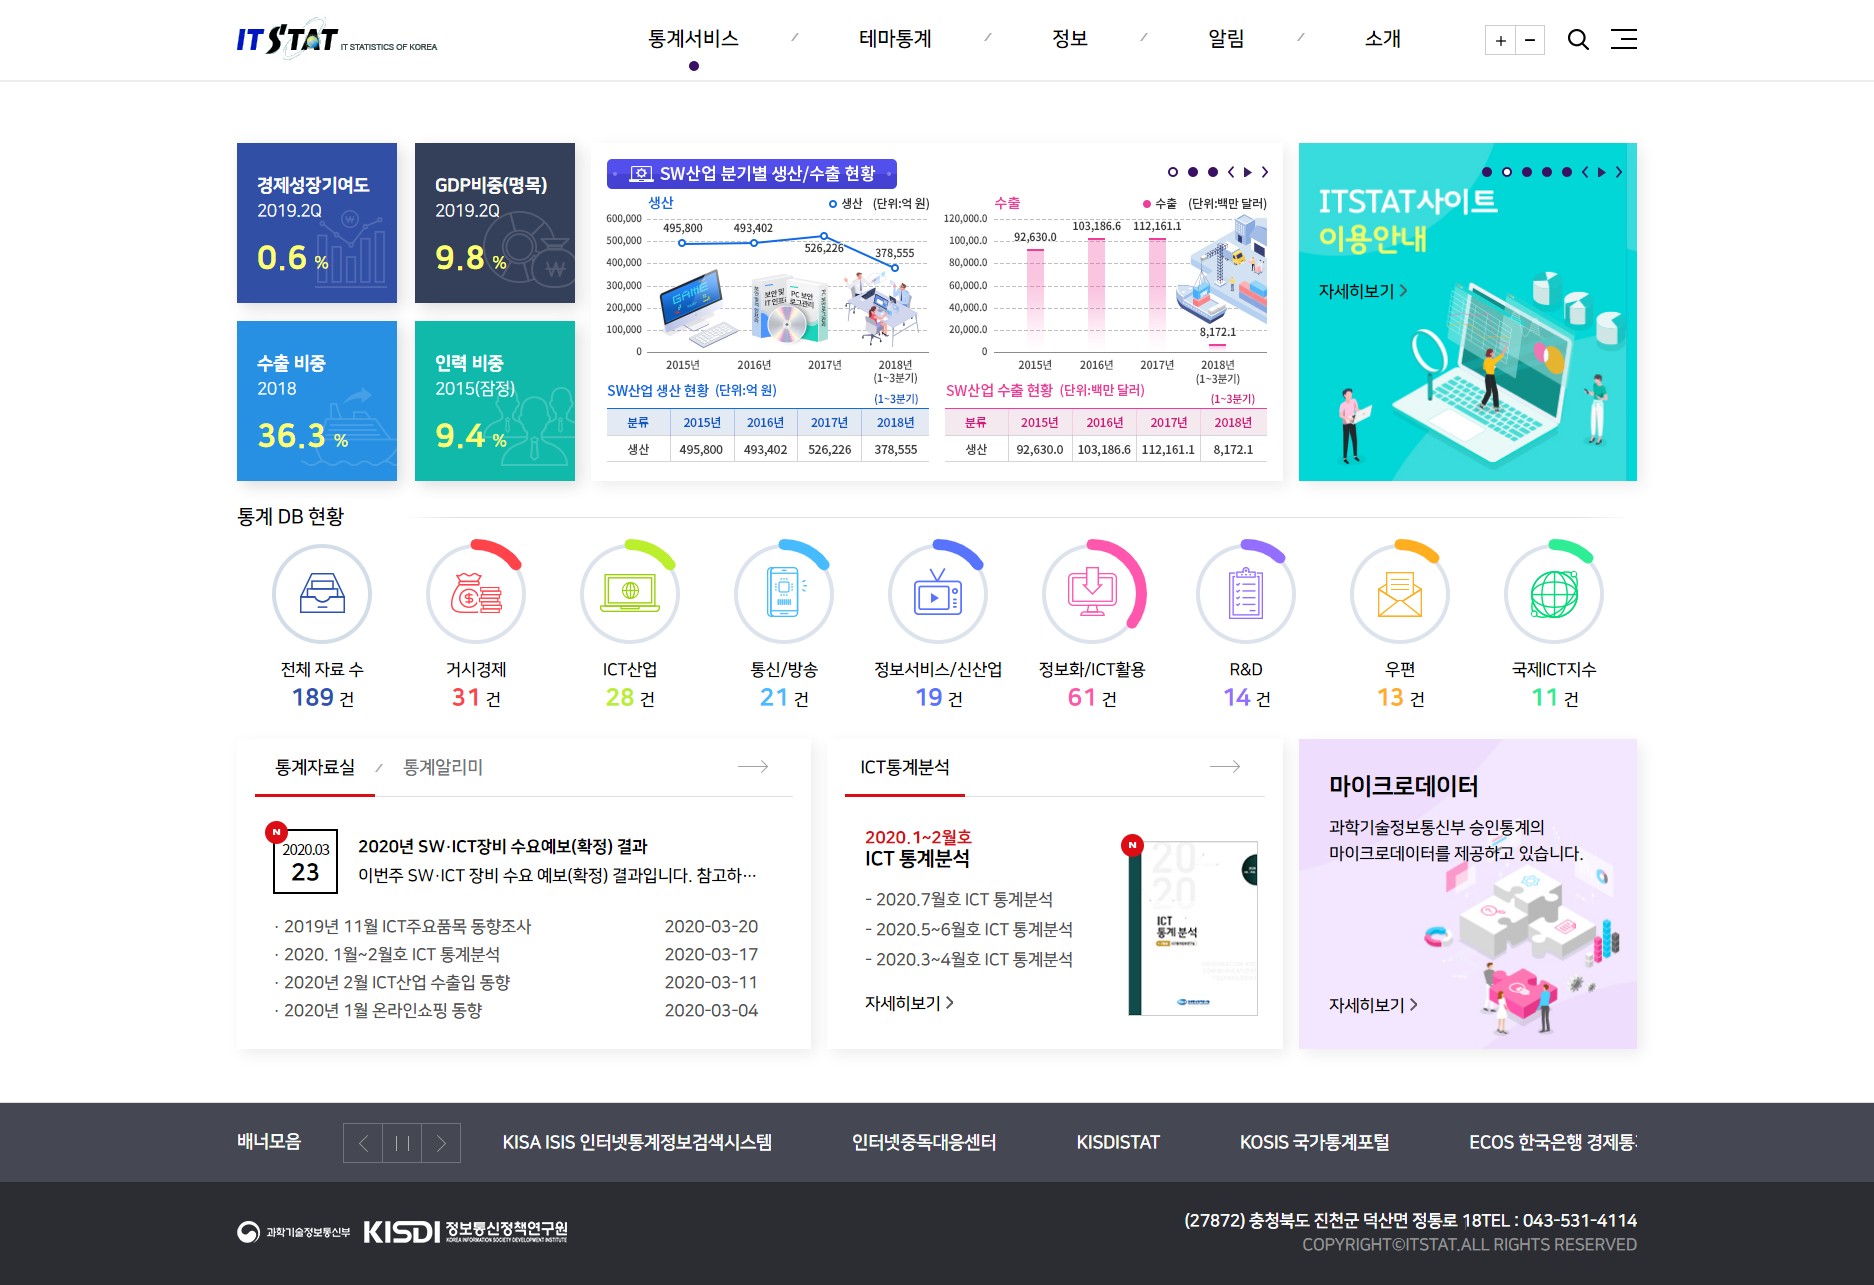 IT STAT IT STATISTICS OF KOREA
통계서비스
테마통계
정보
알림
소개
경제성장기여도
2019.2Q
0.6 %
GDP비중(명목)
2019.2Q
9.8 %
수출 비중
2018
36.3 %
인력 비중
2015(잠정)
9.4 %
SW산업 분기별 생산/수출 현황
생산
생산 (단위:억 원)
600,000
500,000
400,000
300,000
200,000
100,000
0
495,800
493,402
526,226
378,555
GAME
2015년
2016년
2017년
2018년
(1~3분기)
수출
수출 (단위:백만 달러)
120,000.0
100,00.0
80,000.0
60,000.0
40,000.0
20,000.0
0
92,630.0
103,186.6
112,161.1
8,172.1
2015년
2016년
2017년
2018년
(1~3분기)
SW산업 생산 현황 (단위:억 원)
(1~3분기)
분류 2015년 2016년 2017년 2018년
생산 495,800 493,402 526,226 378,555
SW산업 수출 현황 (단위:백만 달러)
(1~3분기)
분류 2015년 2016년 2017년 2018년
생산 92,630.0 103,186.6 112,161.1 8,172.1
ITSTAT사이트
이용안내
자세히보기
통계 DB 현황
전체 자료 수
189 건
거시경제
31 건
ICT산업
28 건
통신/방송
21 건
정보서비스/신산업
19 건
정보화/ICT활용
61 건
R&D
14 건
우편
13 건
국제ICT지수
11 건
통계자료실
통계알리미
N
2020.03
23
2020년 SW·ICT장비 수요예보(확정) 결과
이번주 SW·ICT 장비 수요 예보(확정) 결과입니다. 참고하…
· 2019년 11월 ICT주요품목 통향조사 2020-03-20
· 2020. 1월~2월호 ICT 통계분석 2020-03-17
· 2020년 2월 ICT산업 수출입 동향 2020-03-11
· 2020년 1월 온라인쇼핑 동향 2020-03-04
ICT통계분석
2020.1~2월호
ICT 통계분석
- 2020.7월호 ICT 통계분석
- 2020.5~6월호 ICT 통계분석
- 2020.3~4월호 ICT 통계분석
자세히보기
N
20
20
ICT
통계 분석
마이크로데이터
과학기술정보통신부 승인통계의
마이크로데이터를 제공하고 있습니다.
자세히보기
배너모음
KISA ISIS 인터넷통계정보검색시스템
인터넷중독대응센터
KISDISTAT
KOSIS 국가통계포털
ECOS 한국은행 경제통
과학기술정보통신부
KISDI 정보통신정책연구원
KOREA INFORMATION SOCIETY DEVELOPMENT INSTITUTE
(27872) 충청북도 진천군 덕산면 정통로 18TEL : 043-531-4114
COPYRIGHT©ITSTAT.ALL RIGHTS RESERVED